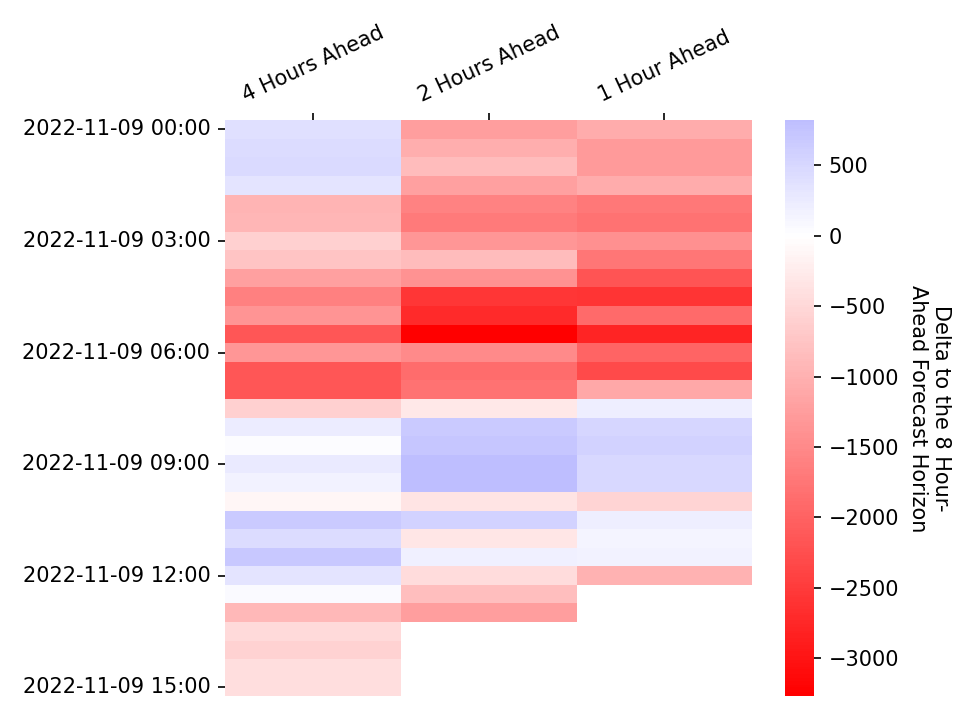 4 Hours Ahead
2 Hours Ahead
1 Hour Ahead
2022-11-09 00:00
2022-11-09 03:00
2022-11-09 06:00
2022-11-09 09:00
2022-11-09 12:00
2022-11-09 15:00
500
0
−500
−1000
−1500
−2000
−2500
−3000
Delta to the 8 Hour-
Ahead Forecast Horizon